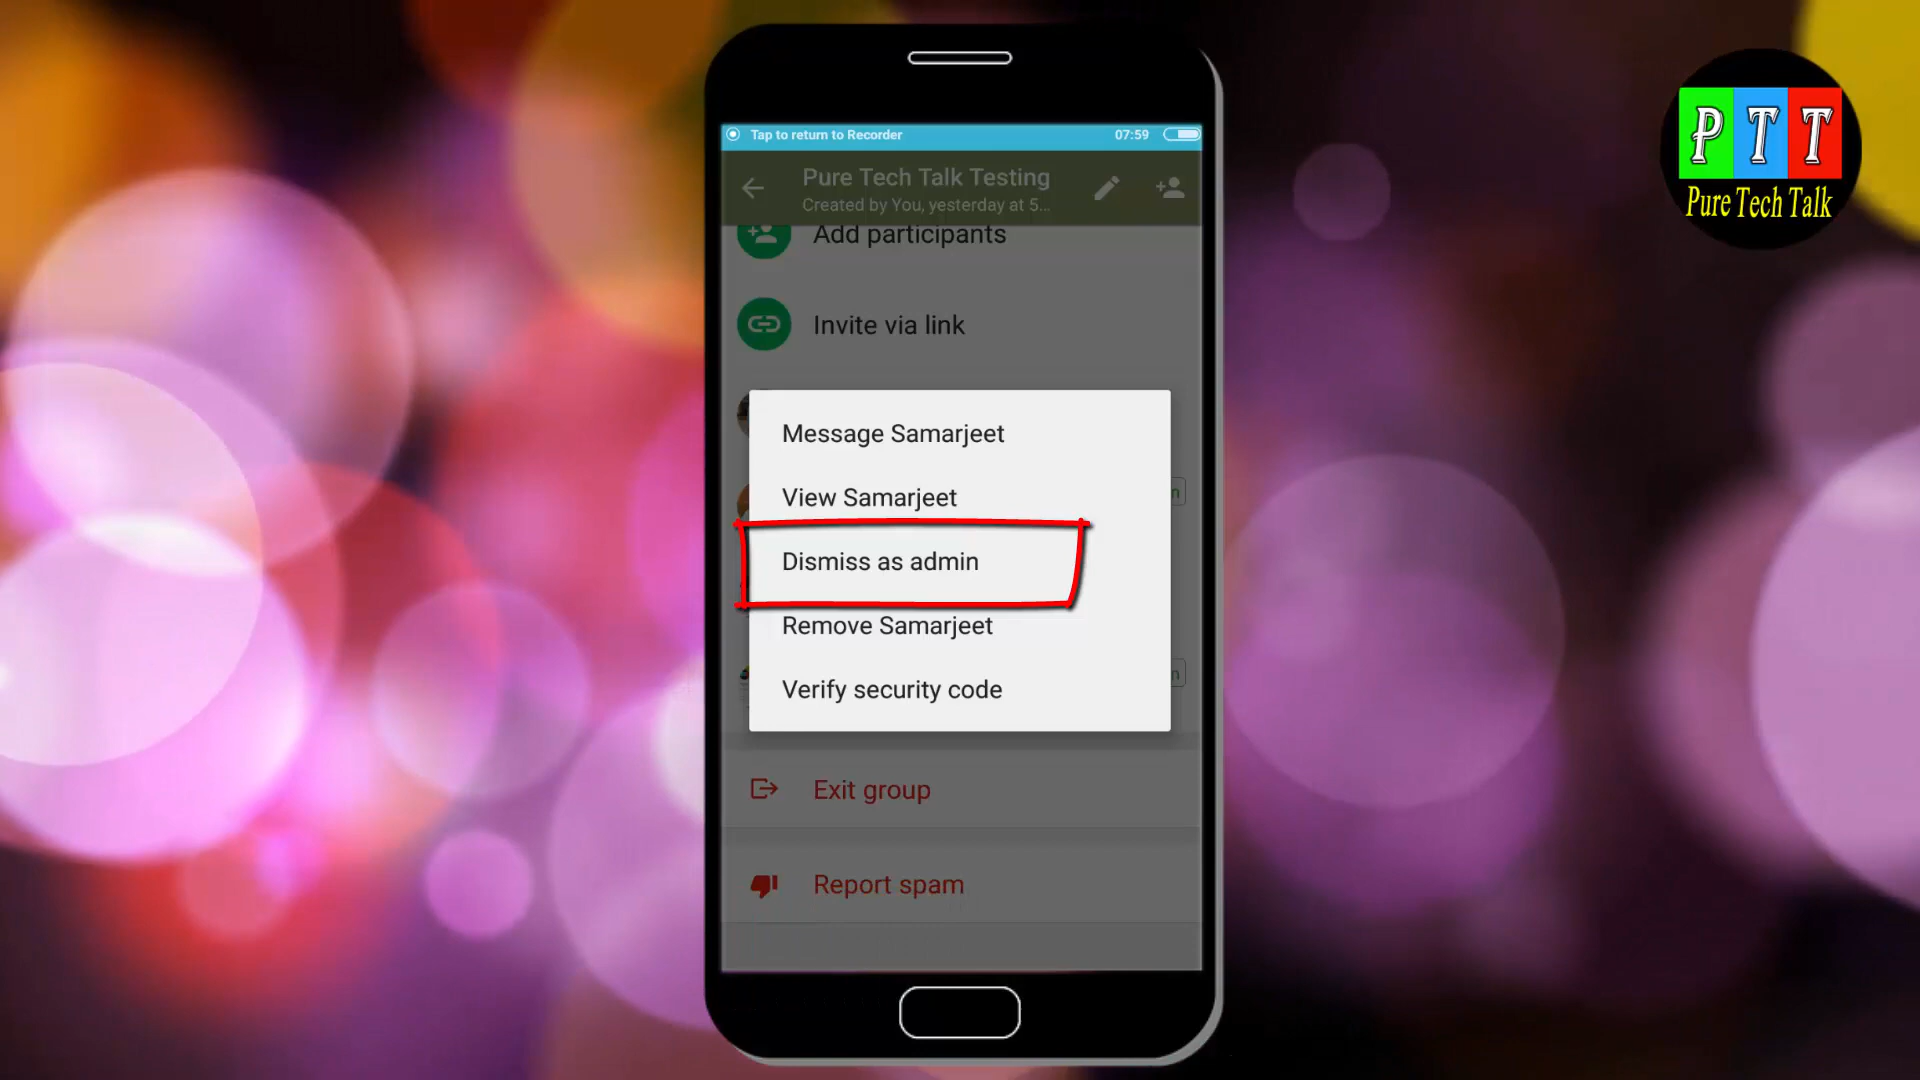 Tap to return to Recorder 07:59
Pure Tech Talk Testing
Created by You, yesterday at 5...
Add participants
Invite via link
Message Samarjeet
View Samarjeet
Dismiss as admin
Remove Samarjeet
Verify security code
Exit group
Report spam
P T T
Pure Tech Talk